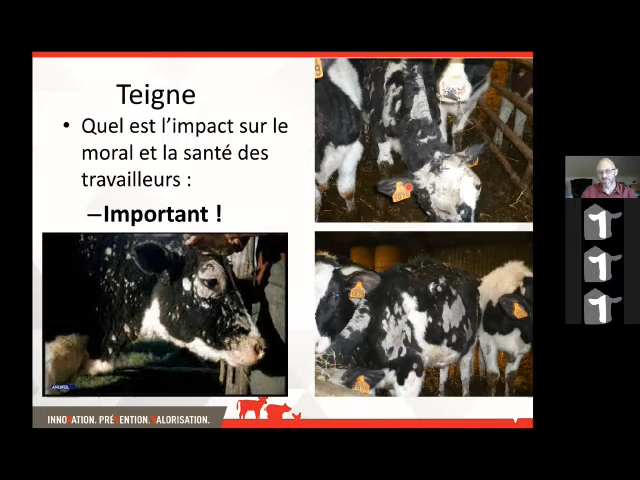 Teigne
• Quel est l'impact sur le
moral et la santé des
travailleurs :
–Important !
INNOVATION. PRÉVENTION. VALORISATION.